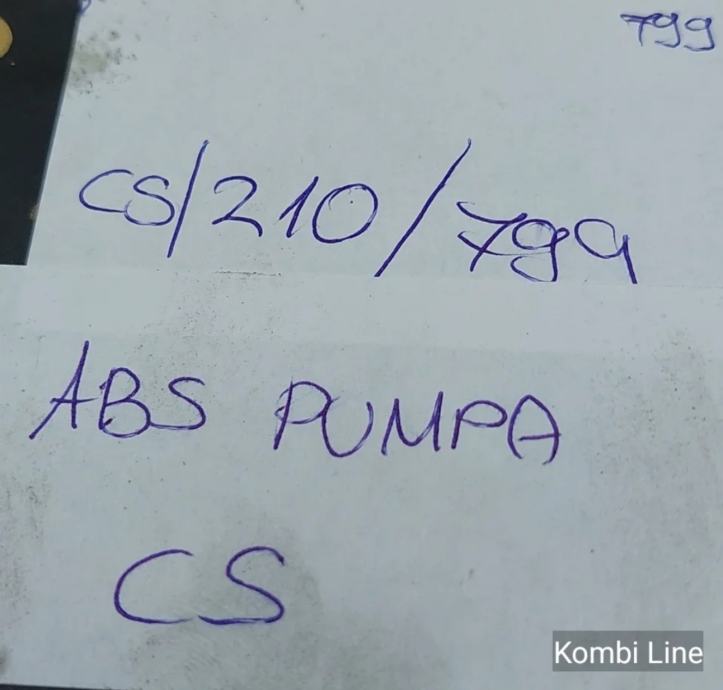 799
CS/210/799
ABS PUMPA
CS
Kombi Line